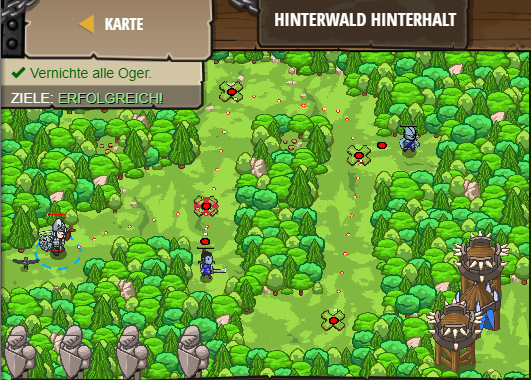 KARTE
HINTERWALD HINTERHALT
Vernichte alle Oger.
ZIELE: ERFOLGREICH!